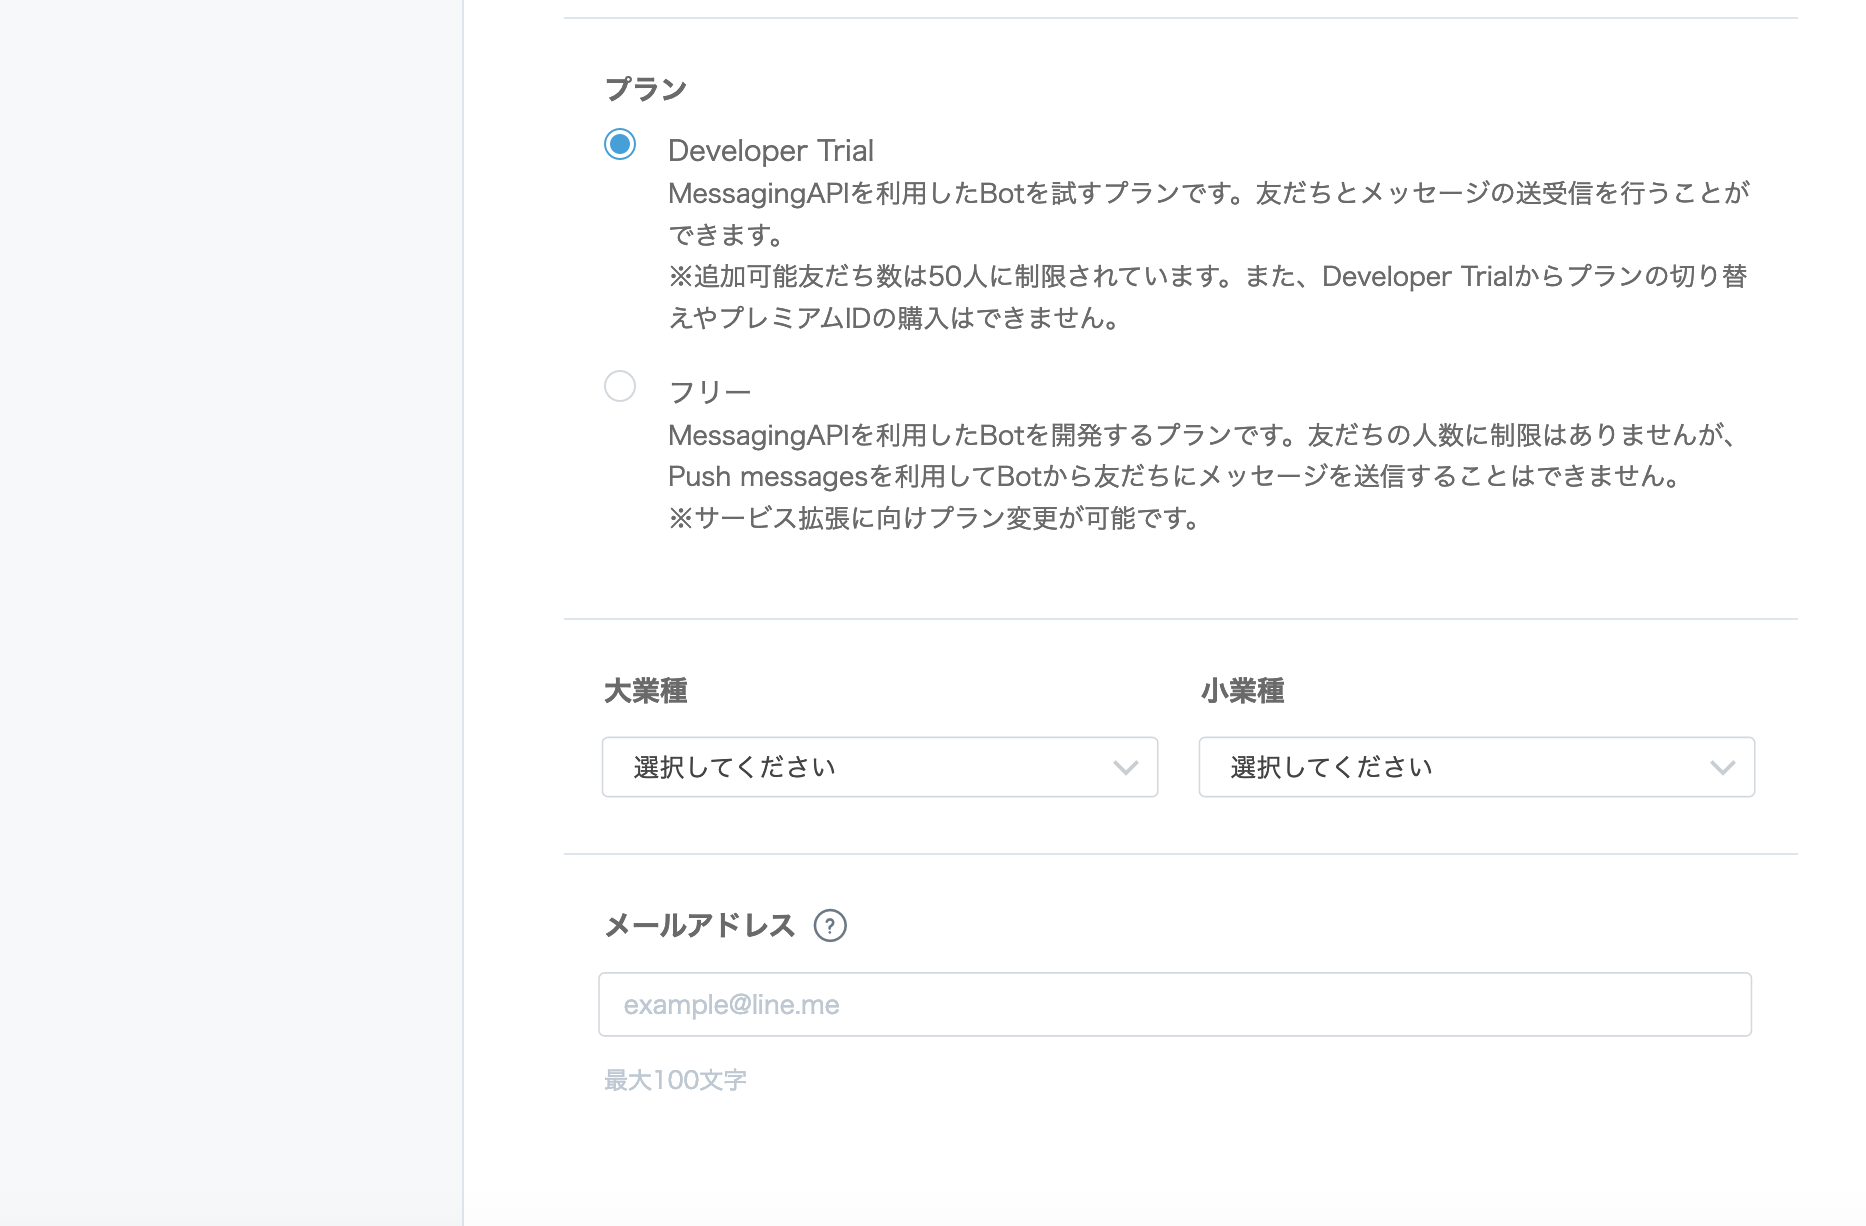 プラン
Developer Trial
MessagingAPIを利用したBotを試すプランです。友だちとメッセージの送受信を行うことが
できます。
※追加可能友だち数は50人に制限されています。また、Developer Trialからプランの切り替
えやプレミアムIDの購入はできません。
フリー
MessagingAPIを利用したBotを開発するプランです。友だちの人数に制限はありませんが、
Push messagesを利用してBotから友だちにメッセージを送信することはできません。
※サービス拡張に向けプラン変更が可能です。
大業種 小業種
選択してください 選択してください
メールアドレス ?
example@line.me
最大100文字